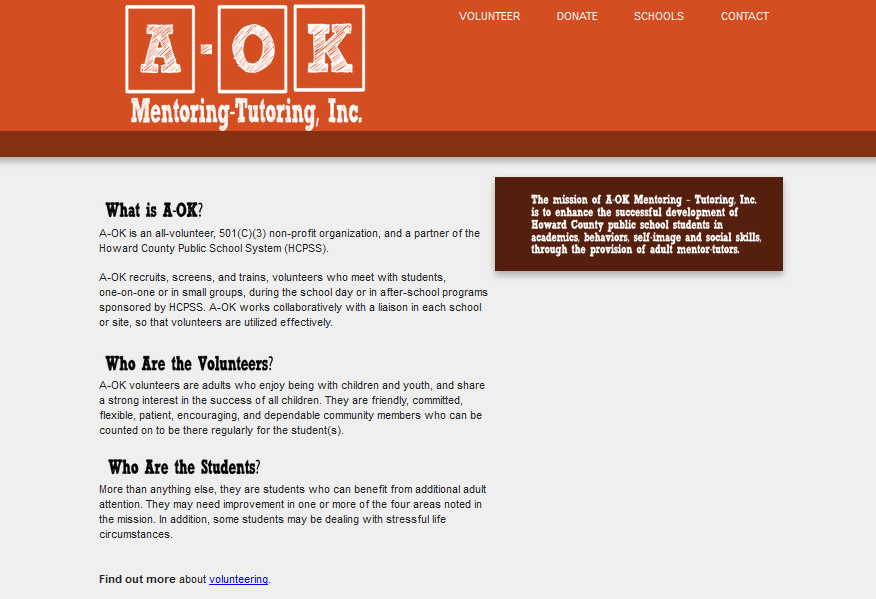 VOLUNTEER DONATE SCHOOLS CONTACT
A-OK
Mentoring-Tutoring, Inc.
What is A-OK?
A-OK is an all-volunteer, 501(C)(3) non-profit organization, and a partner of the
Howard County Public School System (HCPSS).
A-OK recruits, screens, and trains, volunteers who meet with students,
one-on-one or in small groups, during the school day or in after-school programs
sponsored by HCPSS. A-OK works collaboratively with a liaison in each school
or site, so that volunteers are utilized effectively.
Who Are the Volunteers?
A-OK volunteers are adults who enjoy being with children and youth, and share
a strong interest in the success of all children. They are friendly, committed,
flexible, patient, encouraging, and dependable community members who can be
counted on to be there regularly for the student(s).
Who Are the Students?
More than anything else, they are students who can benefit from additional adult
attention. They may need improvement in one or more of the four areas noted in
the mission. In addition, some students may be dealing with stressful life
circumstances.
Find out more about volunteering.
The mission of A-OK Mentoring - Tutoring, Inc.
is to enhance the successful development of
Howard County public school students in
academics, behaviors, self-image and social skills,
through the provision of adult mentor-tutors.